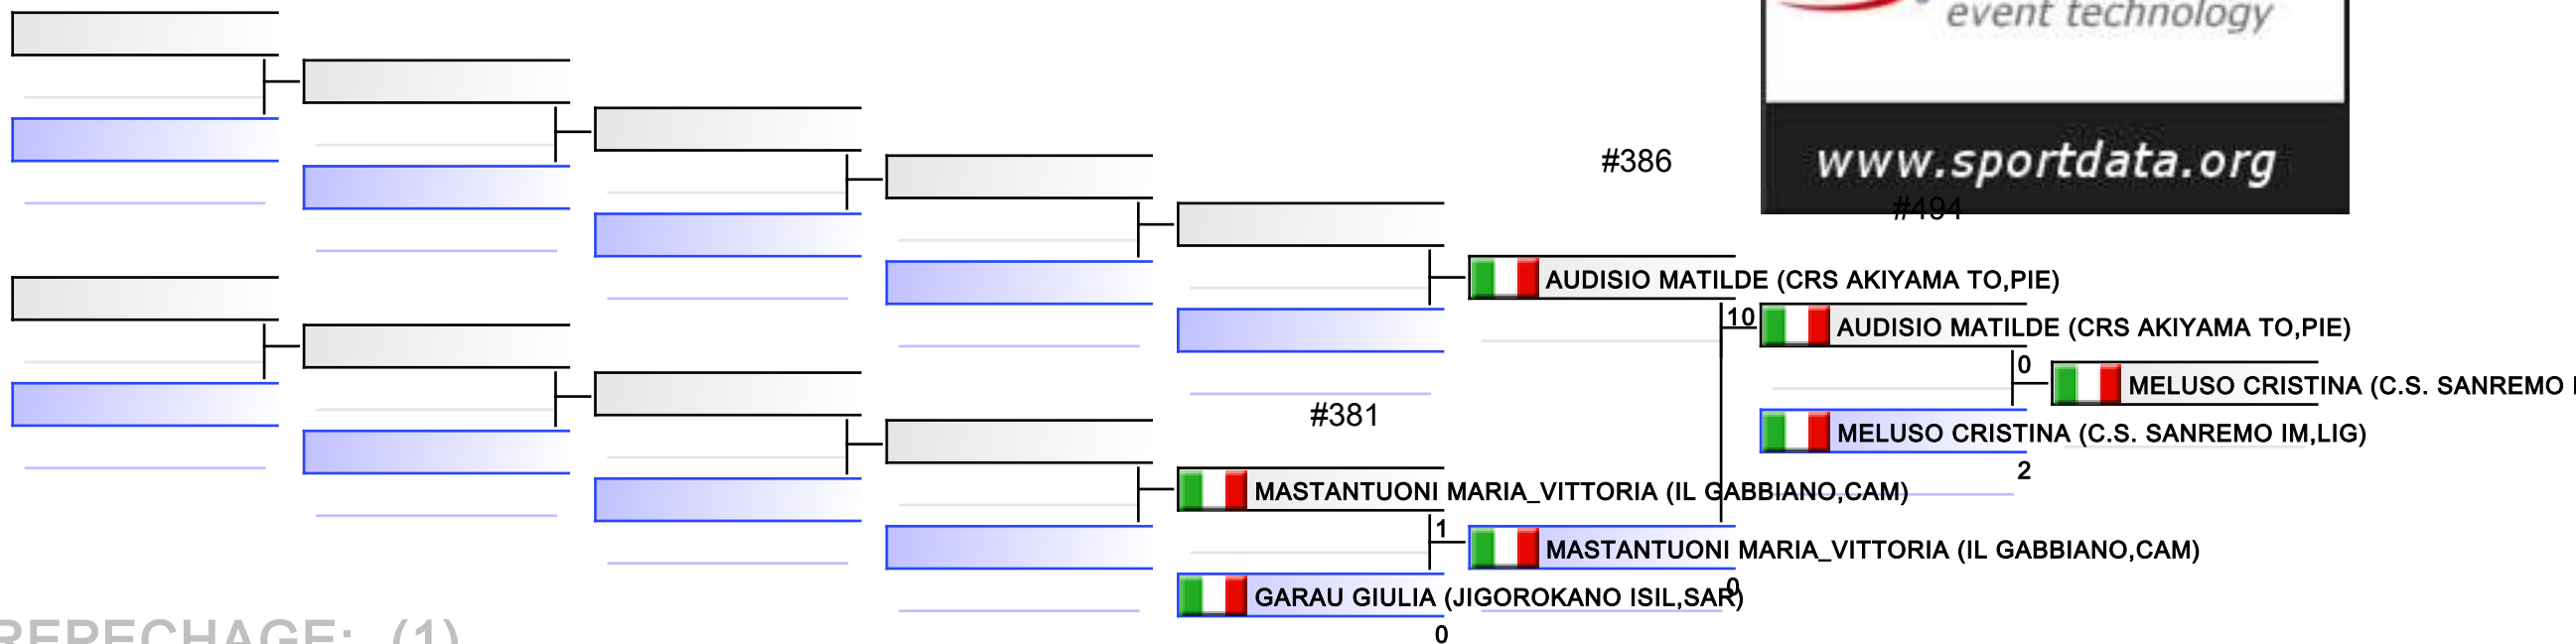 event technology
www.sportdata.org
#386
#494
AUDISIO MATILDE (CRS AKIYAMA TO,PIE)
10
AUDISIO MATILDE (CRS AKIYAMA TO,PIE)
0
MELUSO CRISTINA (C.S. SANREMO
MELUSO CRISTINA (C.S. SANREMO IM,LIG)
2
#381
MASTANTUONI MARIA_VITTORIA (IL GABBIANO,CAM)
1
MASTANTUONI MARIA_VITTORIA (IL GABBIANO,CAM)
0
GARAU GIULIA (JIGOROKANO ISIL,SAR)
0
REPECHAGE: (1)